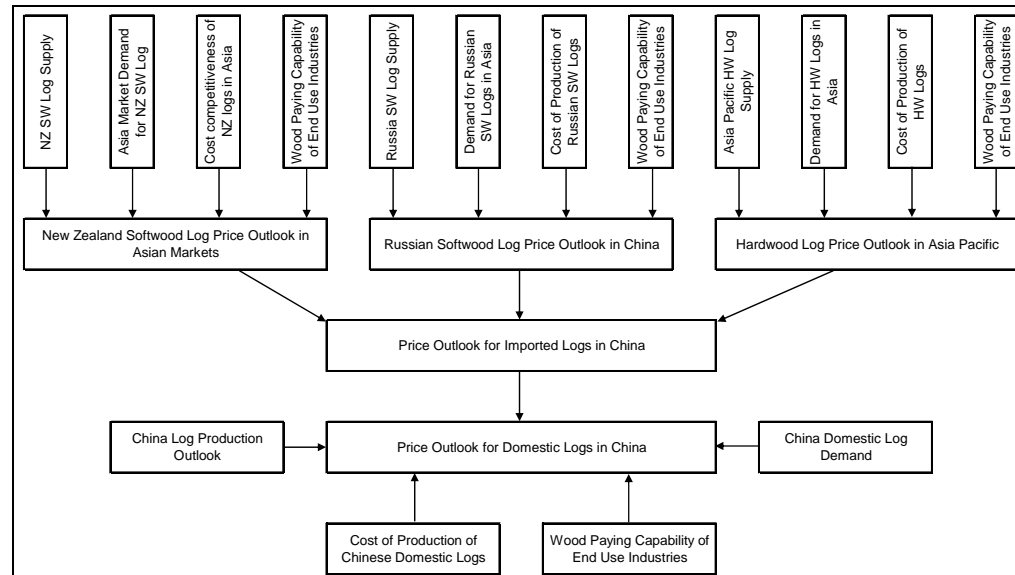 NZ SW Log Supply
Asia Market Demand
for NZ SW Log
Cost competitiveness of
NZ logs in Asia
Wood Paying Capability
of End Use Industries
Russia SW Log Supply
Demand for Russian
SW Logs in Asia
Cost of Production of
Russian SW Logs
Wood Paying Capability
of End Use Industries
Asia Pacific HW Log
Supply
Demand for HW Logs in
Asia
Cost of Production of
HW Logs
Wood Paying Capability
of End Use Industries
New Zealand Softwood Log Price Outlook in
Asian Markets
Russian Softwood Log Price Outlook in China
Hardwood Log Price Outlook in Asia Pacific
Price Outlook for Imported Logs in China
China Log Production
Outlook
Price Outlook for Domestic Logs in China
China Domestic Log
Demand
Cost of Production of
Chinese Domestic Logs
Wood Paying Capability of
End Use Industries